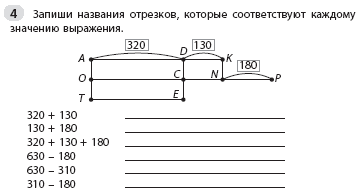 4 Запиши названия отрезков, которые соответствуют каждому
значению выражения.
320 130
A D K
180
O C N P
T E
320 + 130
130 + 180
320 + 130 + 180
630 – 180
630 – 310
310 – 180